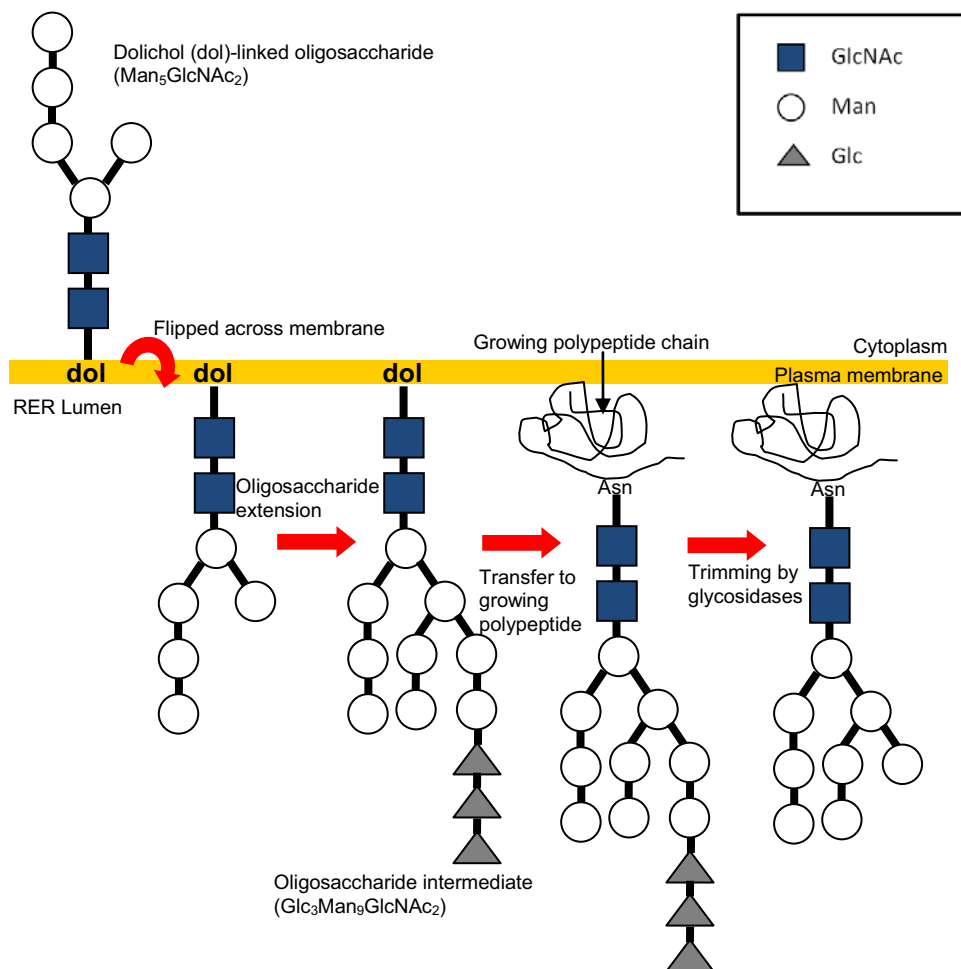 Dolichol (dol)-linked oligosaccharide
(Man₅GlcNAc₂)
GlcNAc
Man
Glc
Flipped across membrane
Growing polypeptide chain
Cytoplasm
dol
dol
dol
Plasma membrane
RER Lumen
Asn
Asn
Oligosaccharide
extension
Transfer to
growing
polypeptide
Trimming by
glycosidases
Oligosaccharide intermediate
(Glc₃Man₉GlcNAc₂)